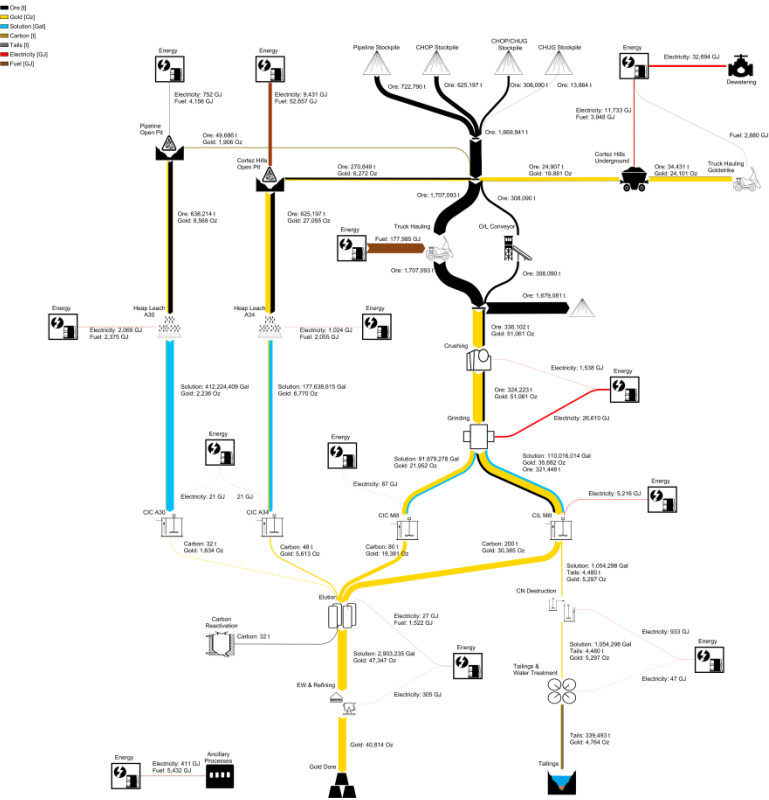 Ore [t]
Gold [Oz]
Solution [Gal]
Carbon [t]
Tails [t]
Electricity [GJ]
Fuel [GJ]
Energy
Electricity: 752 GJ
Fuel: 4,156 GJ
Energy
Electricity: 9,431 GJ
Fuel: 52,657 GJ
Pipeline Stockpile
CHOP Stockpile
CHOP/CHUG
Stockpile
CHUG Stockpile
Ore: 722,790 t
Ore: 625,197 t
Ore: 308,090 t
Ore: 13,864 t
Energy
Electricity: 32,694 GJ
Dewatering
Electricity: 11,733 GJ
Fuel: 3,948 GJ
Fuel: 2,880 GJ
Pipeline
Open Pit
Ore: 49,686 t
Gold: 1,906 Oz
Ore: 1,669,941 t
Cortez Hills
Open Pit
Ore: 270,649 t
Gold: 6,272 Oz
Ore: 24,907 t
Gold: 19,881 Oz
Cortez Hills
Underground
Ore: 34,431 t
Gold: 24,101 Oz
Truck Hauling
Goldstrike
Ore: 1,707,093 t
Ore: 308,090 t
Ore: 638,214 t
Gold: 8,569 Oz
Ore: 625,197 t
Gold: 27,055 Oz
Energy
Fuel: 177,985 GJ
Truck Hauling
O/L Conveyor
Ore: 1,707,093 t
Ore: 308,090 t
Ore: 1,679,081 t
Energy
Electricity: 2,069 GJ
Fuel: 2,375 GJ
Heap Leach
A30
Heap Leach
A34
Electricity: 1,024 GJ
Fuel: 2,055 GJ
Energy
Ore: 336,102 t
Gold: 51,061 Oz
Crushing
Electricity: 1,538 GJ
Energy
Solution: 412,224,409 Gal
Gold: 2,236 Oz
Solution: 177,638,615 Gal
Gold: 6,770 Oz
Ore: 324,223 t
Gold: 51,061 Oz
Grinding
Electricity: 26,610 GJ
Energy
Electricity: 21 GJ
21 GJ
Energy
Electricity: 67 GJ
Solution: 91,879,278 Gal
Gold: 21,952 Oz
Solution: 110,016,014 Gal
Gold: 35,682 Oz
Ore: 321,448 t
Energy
Electricity: 5,216 GJ
CIC A30
CIC A34
CIC Mill
CIL Mill
Carbon: 32 t
Gold: 1,634 Oz
Carbon: 48 t
Gold: 5,613 Oz
Carbon: 80 t
Gold: 19,381 Oz
Carbon: 200 t
Gold: 30,385 Oz
Solution: 1,054,298 Gal
Tails: 4,480 t
Gold: 5,297 Oz
Elution
CN Destruction
Carbon
Reactivation
Carbon: 32 t
Electricity: 27 GJ
Fuel: 1,522 GJ
Electricity: 933 GJ
Energy
Solution: 2,903,235 Gal
Gold: 47,347 Oz
Energy
Solution: 1,054,298 Gal
Tails: 4,480 t
Gold: 5,297 Oz
Tailings &
Water Treatment
Electricity: 47 GJ
EW & Refining
Electricity: 305 GJ
Gold: 40,814 Oz
Tails: 339,493 t
Gold: 4,764 Oz
Energy
Electricity: 411 GJ
Fuel: 5,432 GJ
Ancillary
Processes
Gold Dore
Tailings